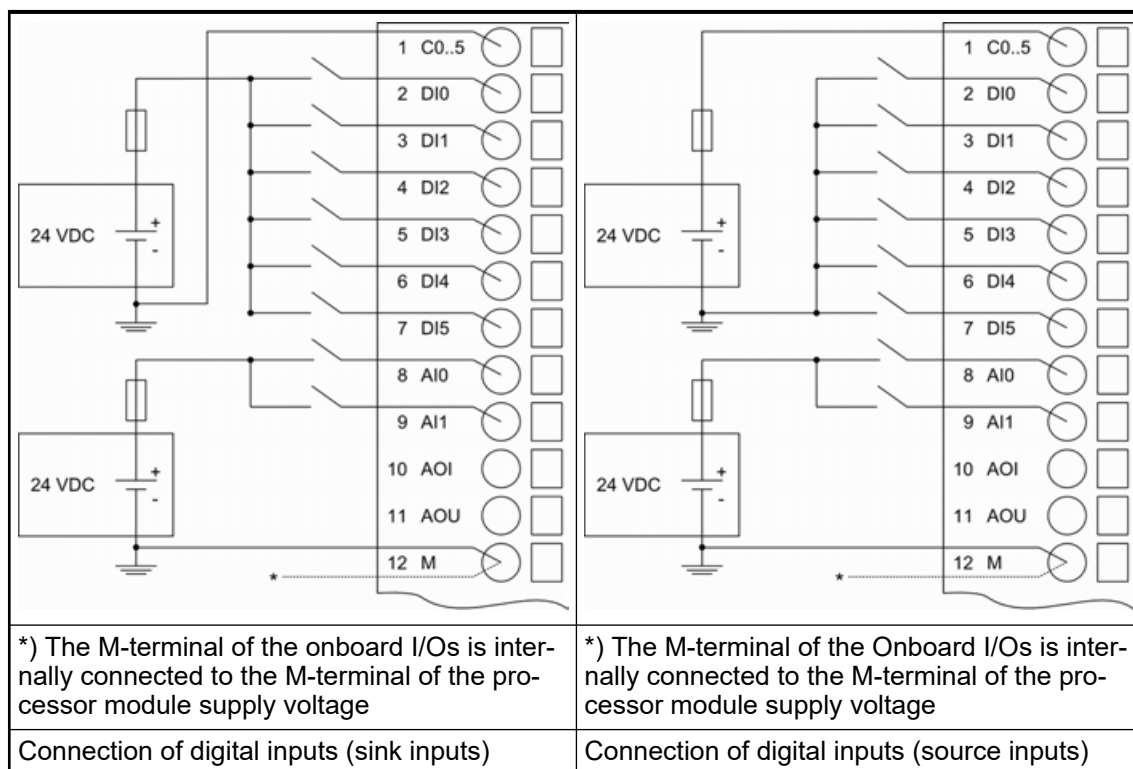 1 C0..5
2 DI0
3 DI1
4 DI2
5 DI3
6 DI4
7 DI5
8 AI0
9 AI1
10 AOI
11 AOU
12 M
24 VDC
+
-
24 VDC
+
-
*
1 C0..5
2 DI0
3 DI1
4 DI2
5 DI3
6 DI4
7 DI5
8 AI0
9 AI1
10 AOI
11 AOU
12 M
24 VDC
+
-
24 VDC
+
-
*
*) The M-terminal of the onboard I/Os is inter-
nally connected to the M-terminal of the pro-
cessor module supply voltage
*) The M-terminal of the Onboard I/Os is inter-
nally connected to the M-terminal of the pro-
cessor module supply voltage
Connection of digital inputs (sink inputs)
Connection of digital inputs (source inputs)